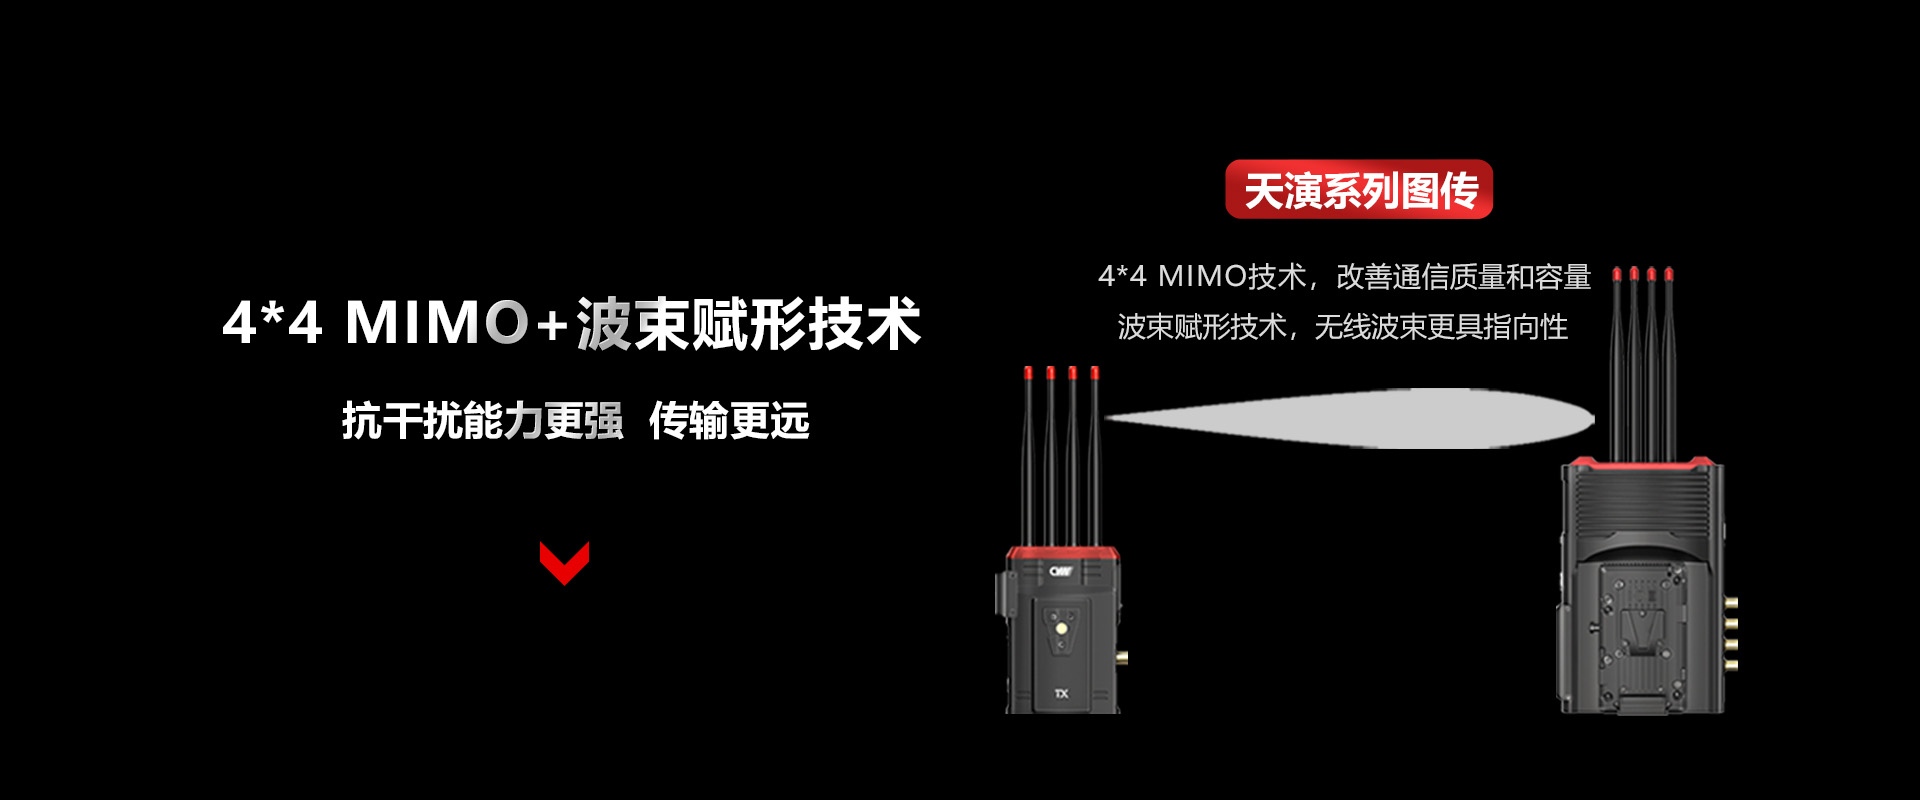 4*4 MIMO+波束赋形技术
抗干扰能力更强 传输更远
天演系列图传
4*4 MIMO技术，改善通信质量和容量
波束赋形技术，无线波束更具指向性
CVW
TX